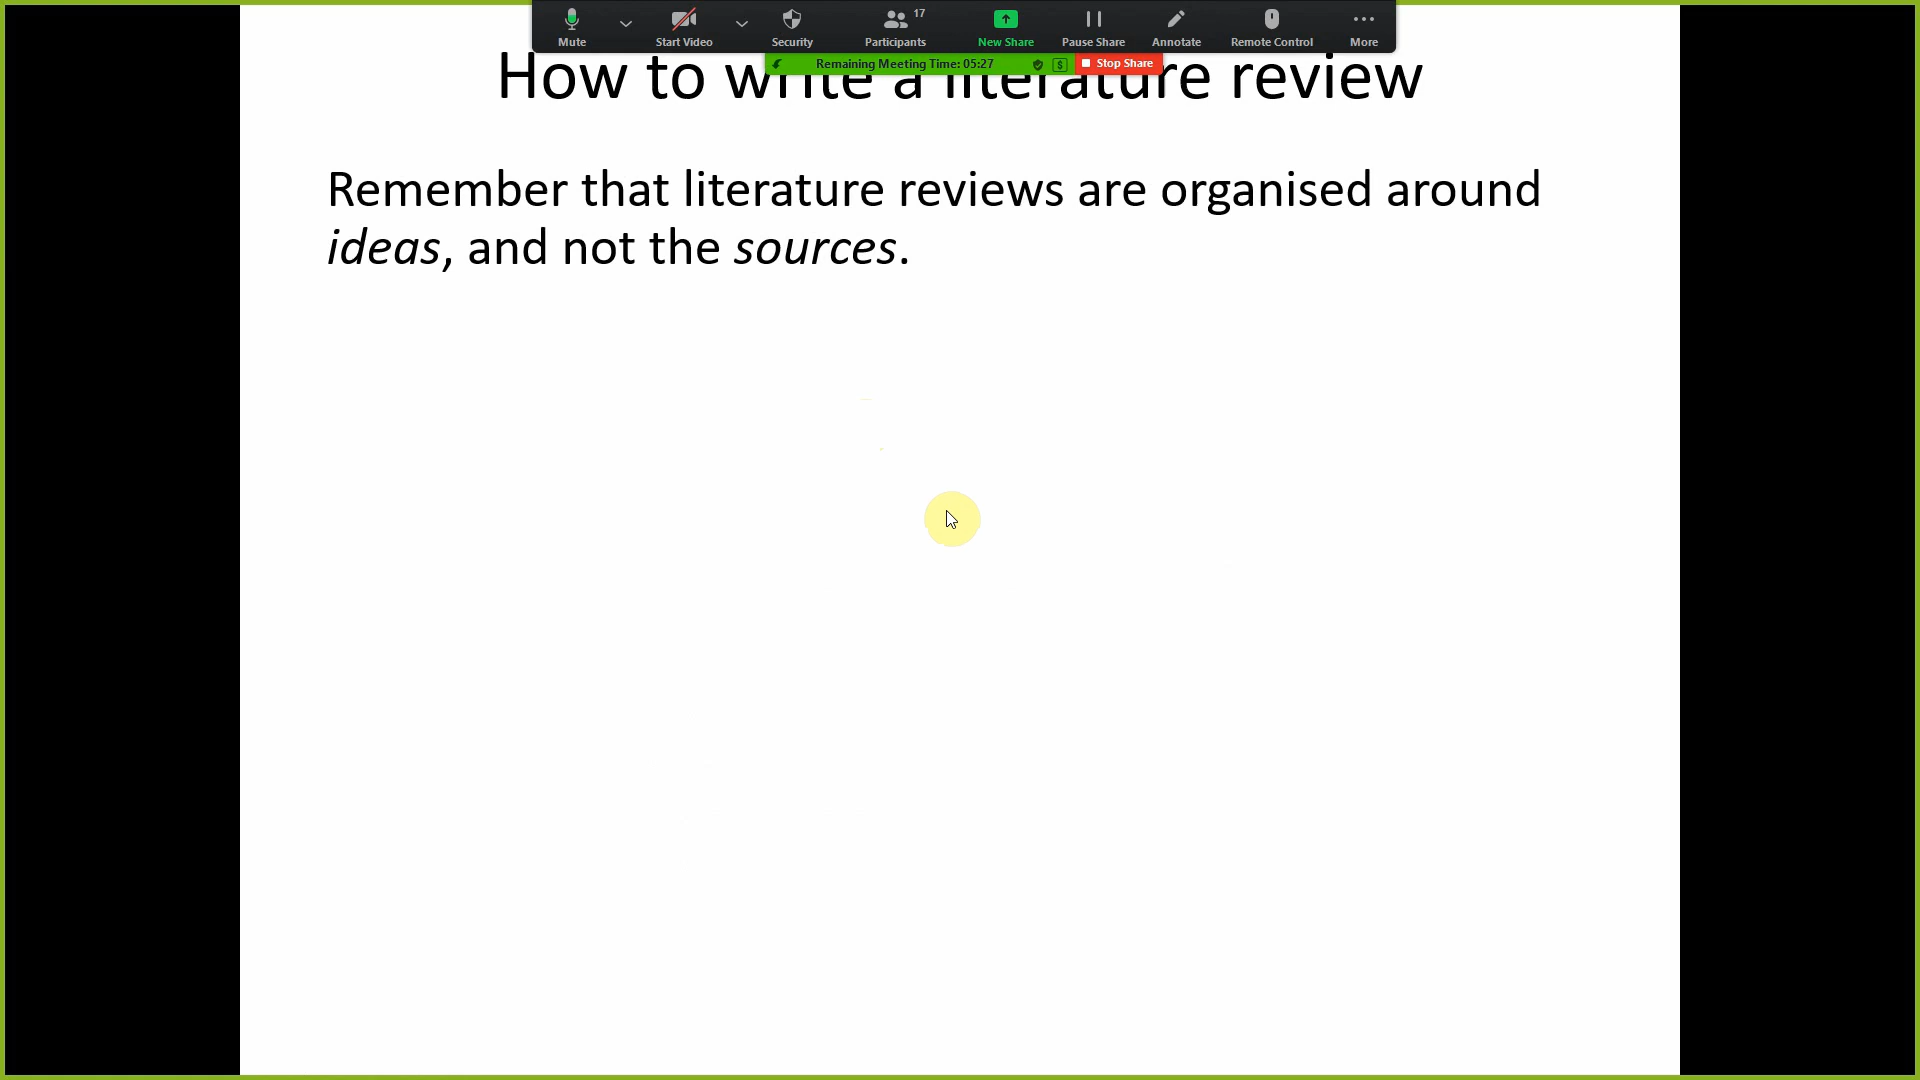 17
Mute
Start Video
Security
Participants
New Share
Pause Share
Annotate
Remote Control
More
Remaining Meeting Time: 05:27
Stop Share
How to write a literature review
Remember that literature reviews are organised around
ideas, and not the sources.